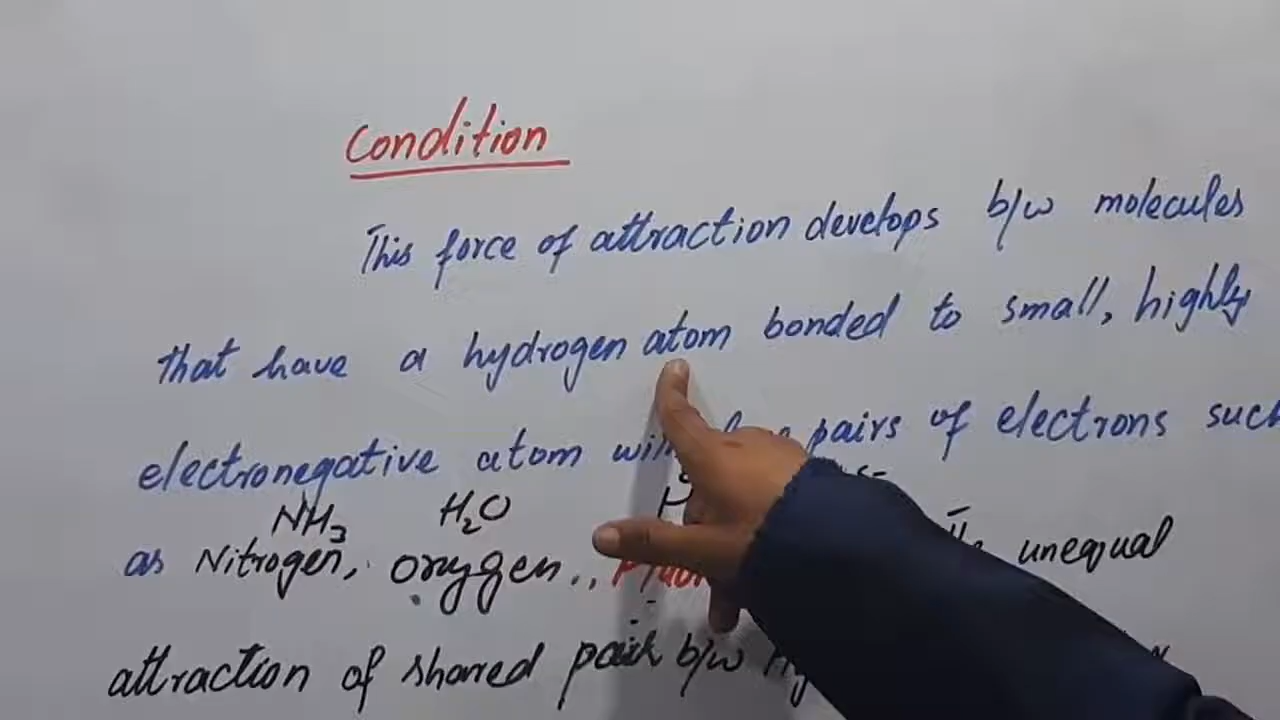 Condition
This force of attraction develops b/w molecules
that have a hydrogen atom bonded to small, highly
electronegative atom pairs of electrons such
NH₃ H₂O
as Nitrogen, oxygen.. unequal
attraction of shared pair b/w